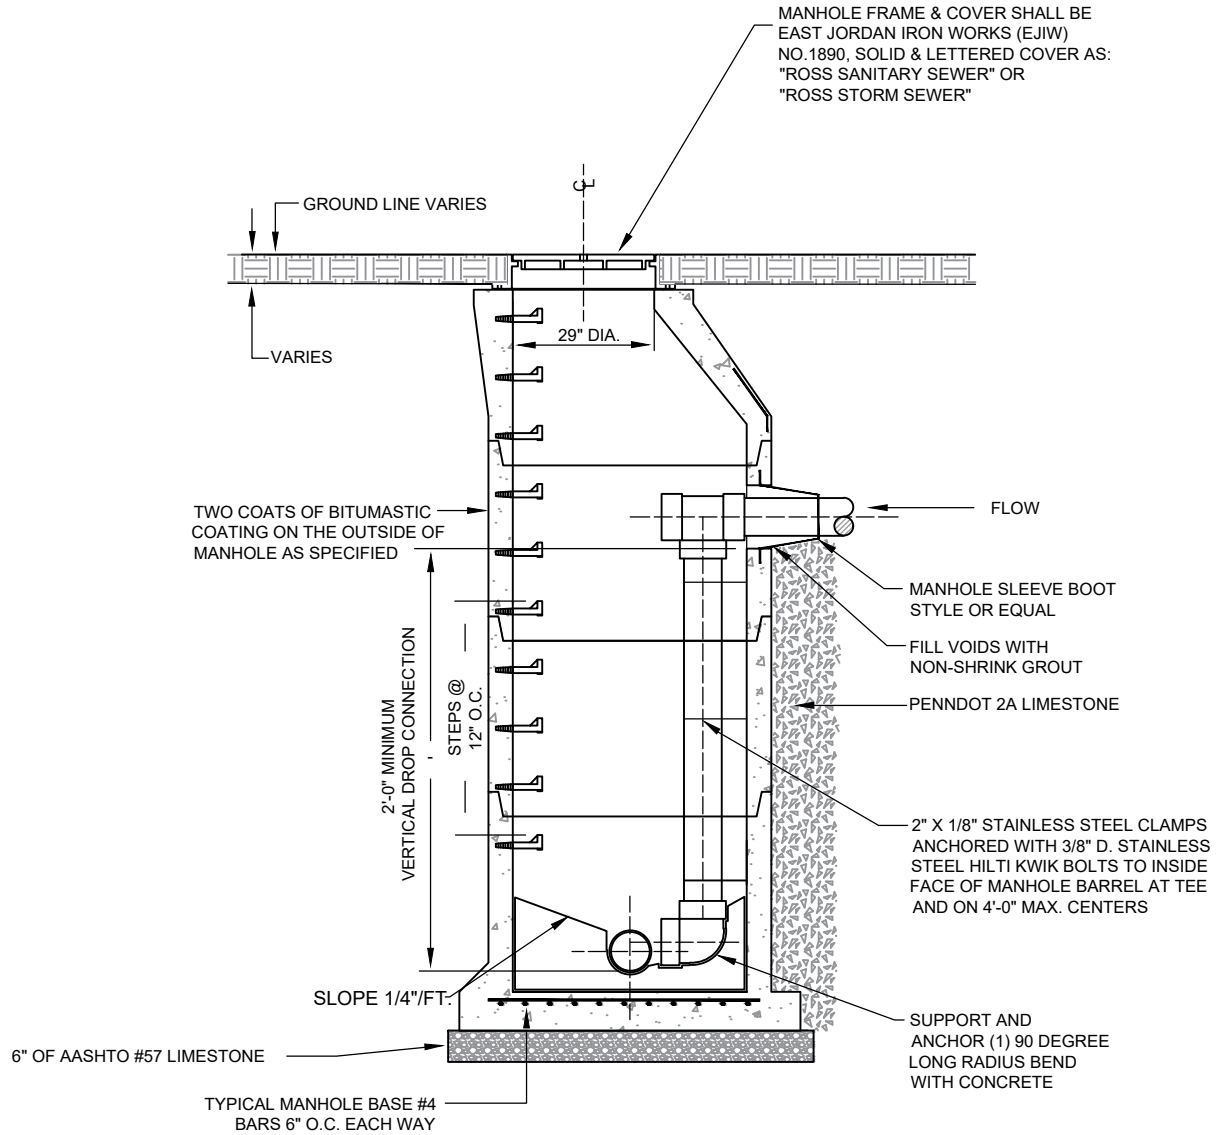 MANHOLE FRAME & COVER SHALL BE
EAST JORDAN IRON WORKS (EJIW)
NO.1890, SOLID & LETTERED COVER AS:
"ROSS SANITARY SEWER" OR
"ROSS STORM SEWER"
CL
GROUND LINE VARIES
29" DIA.
VARIES
TWO COATS OF BITUMASTIC
COATING ON THE OUTSIDE OF
MANHOLE AS SPECIFIED
FLOW
MANHOLE SLEEVE BOOT
STYLE OR EQUAL
FILL VOIDS WITH
NON-SHRINK GROUT
PENNDOT 2A LIMESTONE
2'-0" MINIMUM
VERTICAL DROP CONNECTION
STEPS @
12" O.C.
2" X 1/8" STAINLESS STEEL CLAMPS
ANCHORED WITH 3/8" D. STAINLESS
STEEL HILTI KWIK BOLTS TO INSIDE
FACE OF MANHOLE BARREL AT TEE
AND ON 4'-0" MAX. CENTERS
SLOPE 1/4"/FT.
SUPPORT AND
ANCHOR (1) 90 DEGREE
LONG RADIUS BEND
WITH CONCRETE
6" OF AASHTO #57 LIMESTONE
TYPICAL MANHOLE BASE #4
BARS 6" O.C. EACH WAY